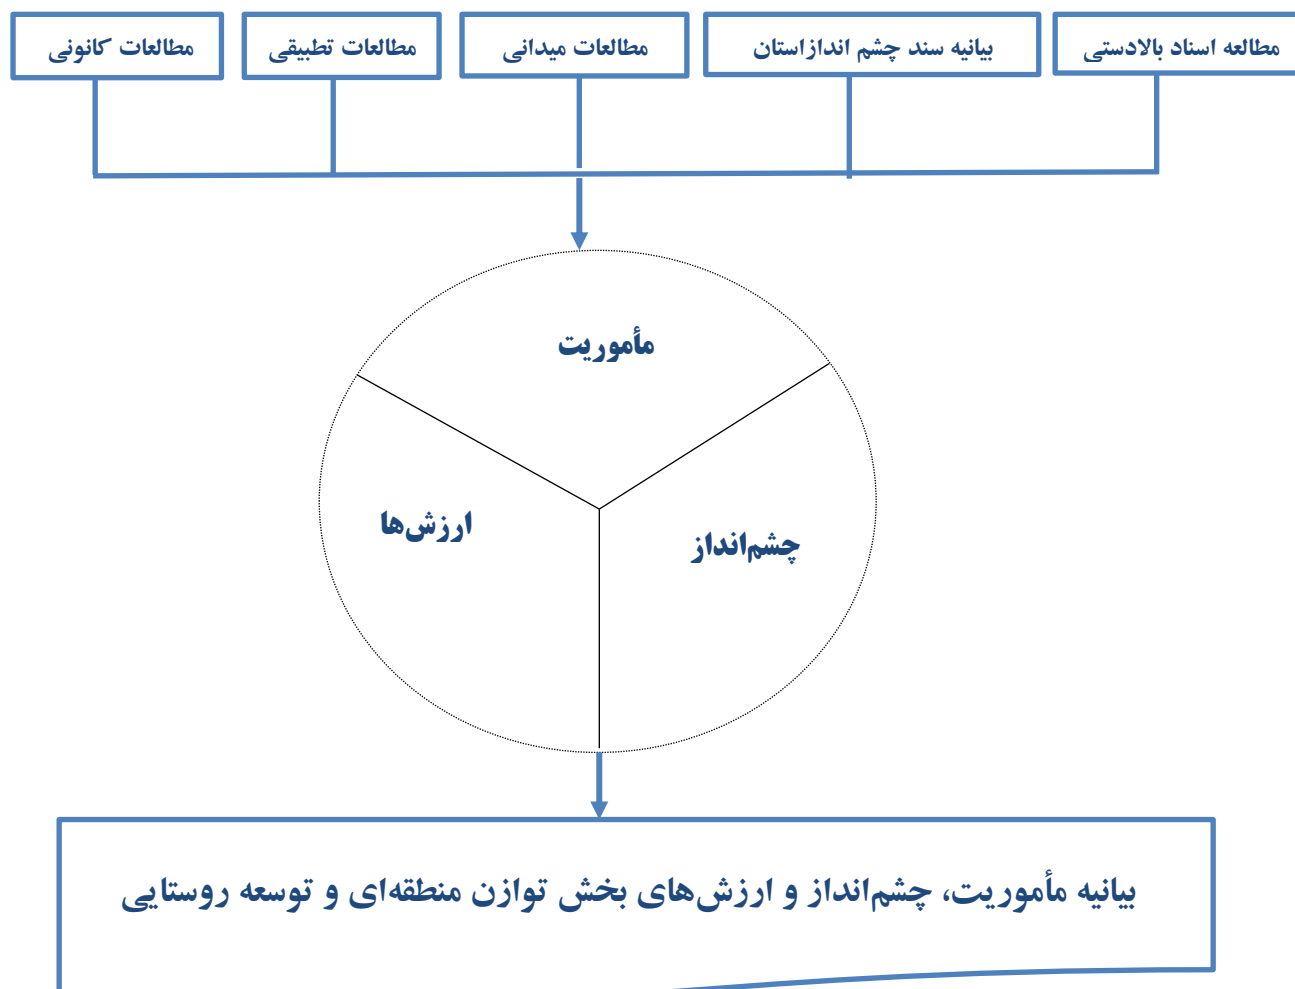 مطالعه اسناد بالادستی
بیانیه سند چشم اندازاستان
مطالعات میدانی
مطالعات تطبیقی
مطالعات کانونی
مأموریت
چشم‌انداز
ارزش‌ها
بیانیه مأموریت، چشم‌انداز و ارزش‌های بخش توازن منطقه‌ای و توسعه روستایی